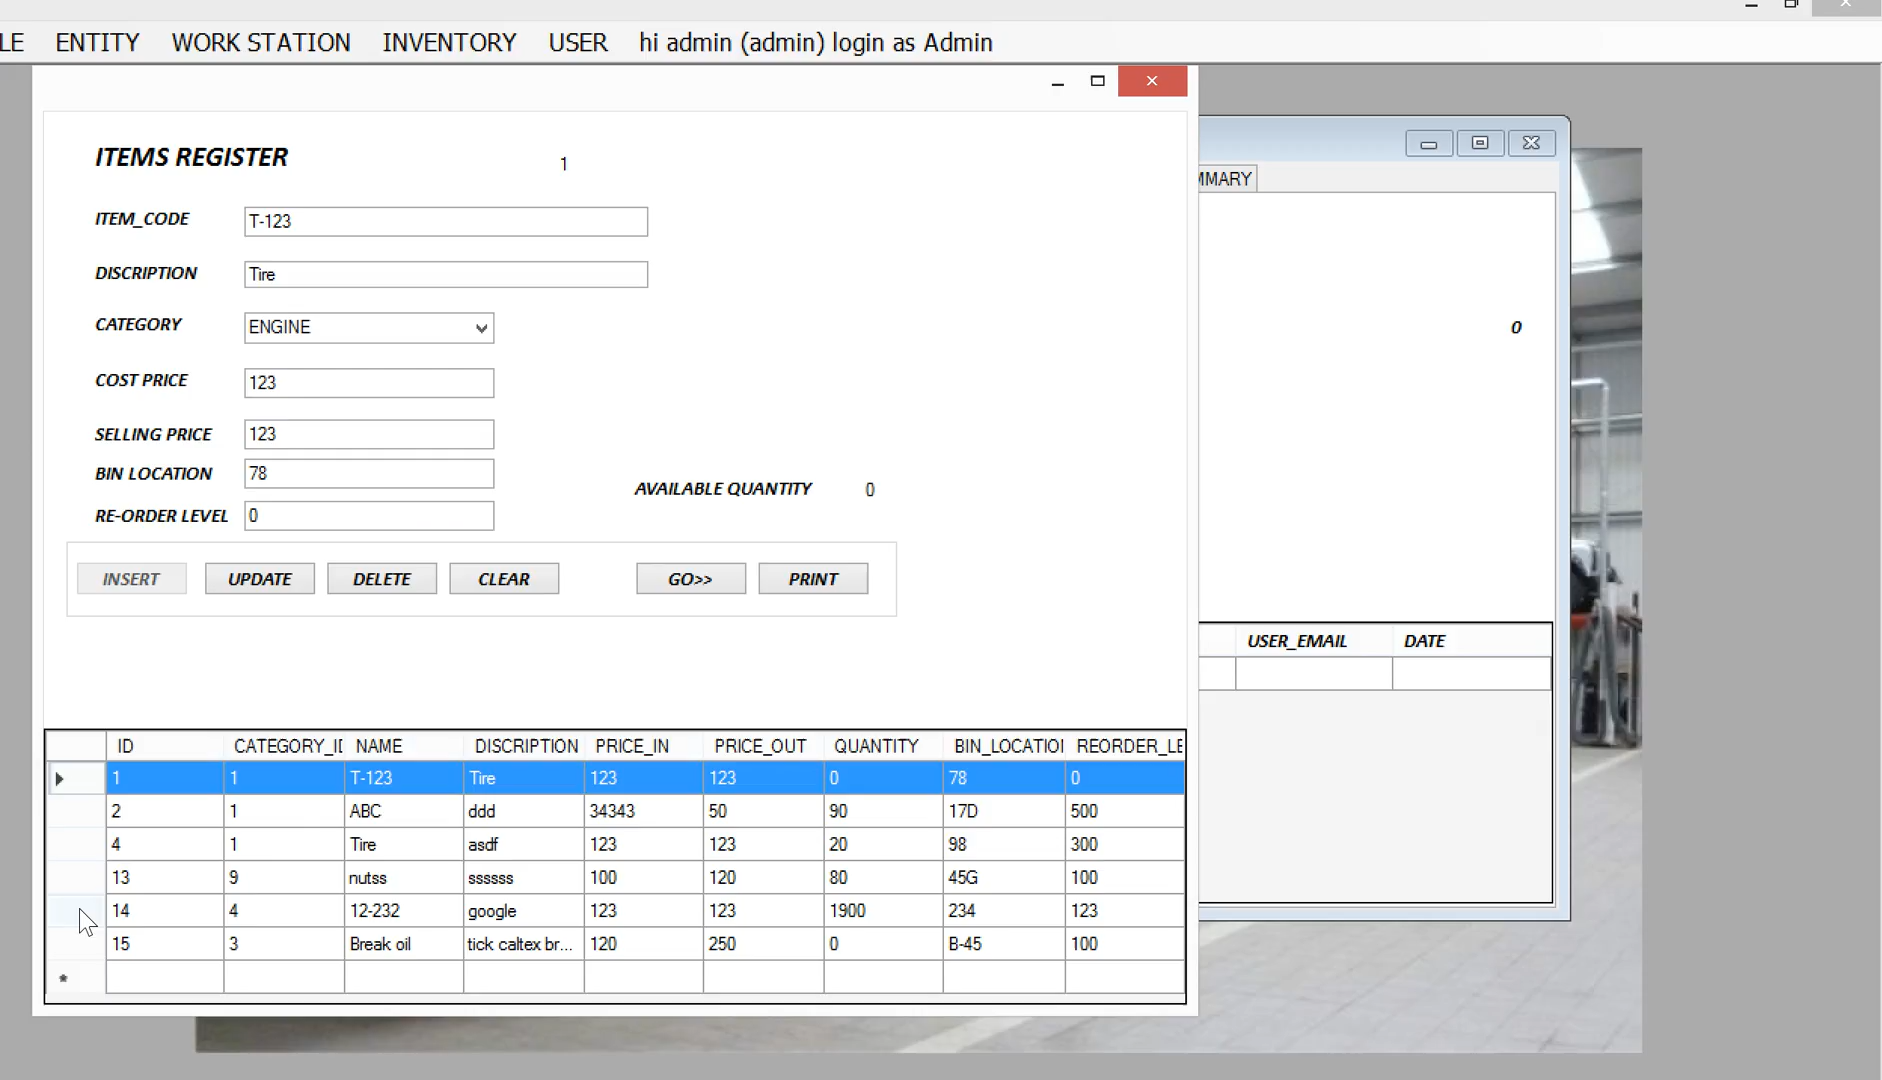 LE ENTITY WORK STATION INVENTORY USER hi admin (admin) login as Admin
ITEMS REGISTER 1
MMARY
ITEM_CODE T-123
DISCRIPTION Tire
CATEGORY ENGINE
0
COST PRICE 123
SELLING PRICE 123
BIN LOCATION 78
AVAILABLE QUANTITY 0
RE-ORDER LEVEL 0
INSERT UPDATE DELETE CLEAR GO>> PRINT
USER_EMAIL DATE
ID CATEGORY_ID NAME DISCRIPTION PRICE_IN PRICE_OUT QUANTITY BIN_LOCATION REORDER_LE
1 1 T-123 Tire 123 123 0 78 0
2 1 ABC ddd 34343 50 90 17D 500
4 1 Tire asdf 123 123 20 98 300
13 9 nutss ssssss 100 120 80 45G 100
14 4 12-232 google 123 123 1900 234 123
15 3 Break oil tick caltex br... 120 250 0 B-45 100
*